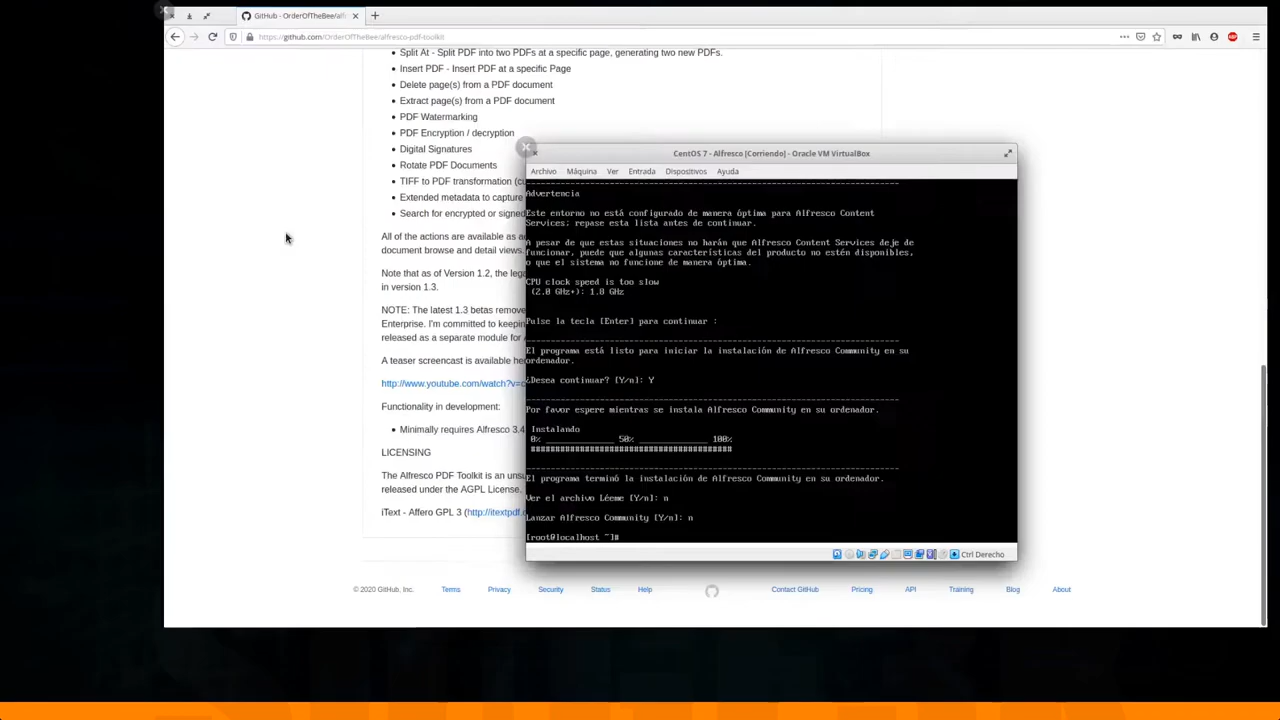 GitHub - OrderOfTheBee/alf
https://github.com/OrderOfTheBee/alfresco-pdf-toolkit
Split At - Split PDF into two PDFs at a specific page, generating two new PDFs.
Insert PDF - Insert PDF at a specific Page
Delete page(s) from a PDF document
Extract page(s) from a PDF document
PDF Watermarking
PDF Encryption / decryption
Digital Signatures
Rotate PDF Documents
TIFF to PDF transformation (cu
Extended metadata to capture
Search for encrypted or signed
All of the actions are available as a
document browse and detail views.
Note that as of Version 1.2, the lega
in version 1.3.
NOTE: The latest 1.3 betas remove
Enterprise. I'm committed to keepin
released as a separate module for
A teaser screencast is available he
http://www.youtube.com/watch?v=c
Functionality in development:
Minimally requires Alfresco 3.4
LICENSING
The Alfresco PDF Toolkit is an unsu
released under the AGPL License.
iText - Affero GPL 3 (http://itextpdf.c
CentOS 7 - Alfresco [Corriendo] - Oracle VM VirtualBox
Archivo Máquina Ver Entrada Dispositivos Ayuda
----------------------------------------------------------------------------
Advertencia
Este entorno no está configurado de manera óptima para Alfresco Content
Services; repase esta lista antes de continuar.
A pesar de que estas situaciones no harán que Alfresco Content Services deje de
funcionar, puede que algunas características del producto no estén disponibles,
o que el sistema no funcione de manera óptima.
CPU clock speed is too slow
(2.0 GHz+): 1.8 GHz
Pulse la tecla [Enter] para continuar :
----------------------------------------------------------------------------
El programa está listo para iniciar la instalación de Alfresco Community en su
ordenador.
¿Desea continuar? [Y/n]: Y
----------------------------------------------------------------------------
Por favor espere mientras se instala Alfresco Community en su ordenador.
Instalando
0% ______________ 50% ______________ 100%
#########################################
----------------------------------------------------------------------------
El programa terminó la instalación de Alfresco Community en su ordenador.
Ver el archivo Léeme [Y/n]: n
Lanzar Alfresco Community [Y/n]: n
[root@localhost ~]#
Ctrl Derecho
© 2020 GitHub, Inc. Terms Privacy Security Status Help Contact GitHub Pricing API Training Blog About